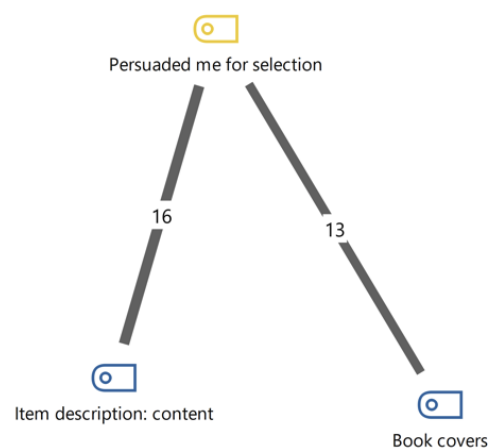 Persuaded me for selection
16
13
Item description: content
Book covers